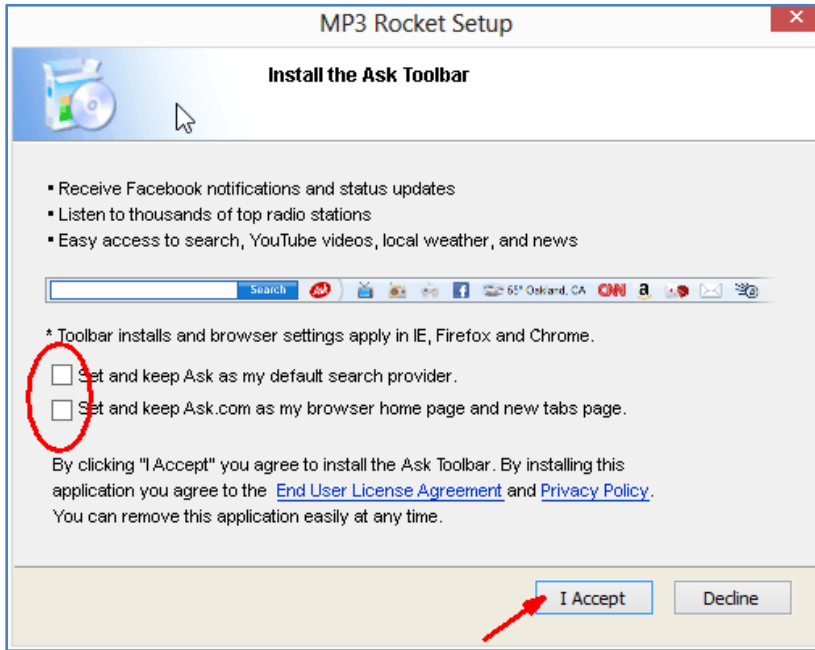 MP3 Rocket Setup
Install the Ask Toolbar
▪ Receive Facebook notifications and status updates
▪ Listen to thousands of top radio stations
▪ Easy access to search, YouTube videos, local weather, and news
Search 65° Oakland, CA CNN a
* Toolbar installs and browser settings apply in IE, Firefox and Chrome.
Set and keep Ask as my default search provider.
Set and keep Ask.com as my browser home page and new tabs page.
By clicking "I Accept" you agree to install the Ask Toolbar. By installing this
application you agree to the End User License Agreement and Privacy Policy.
You can remove this application easily at any time.
I Accept Decline